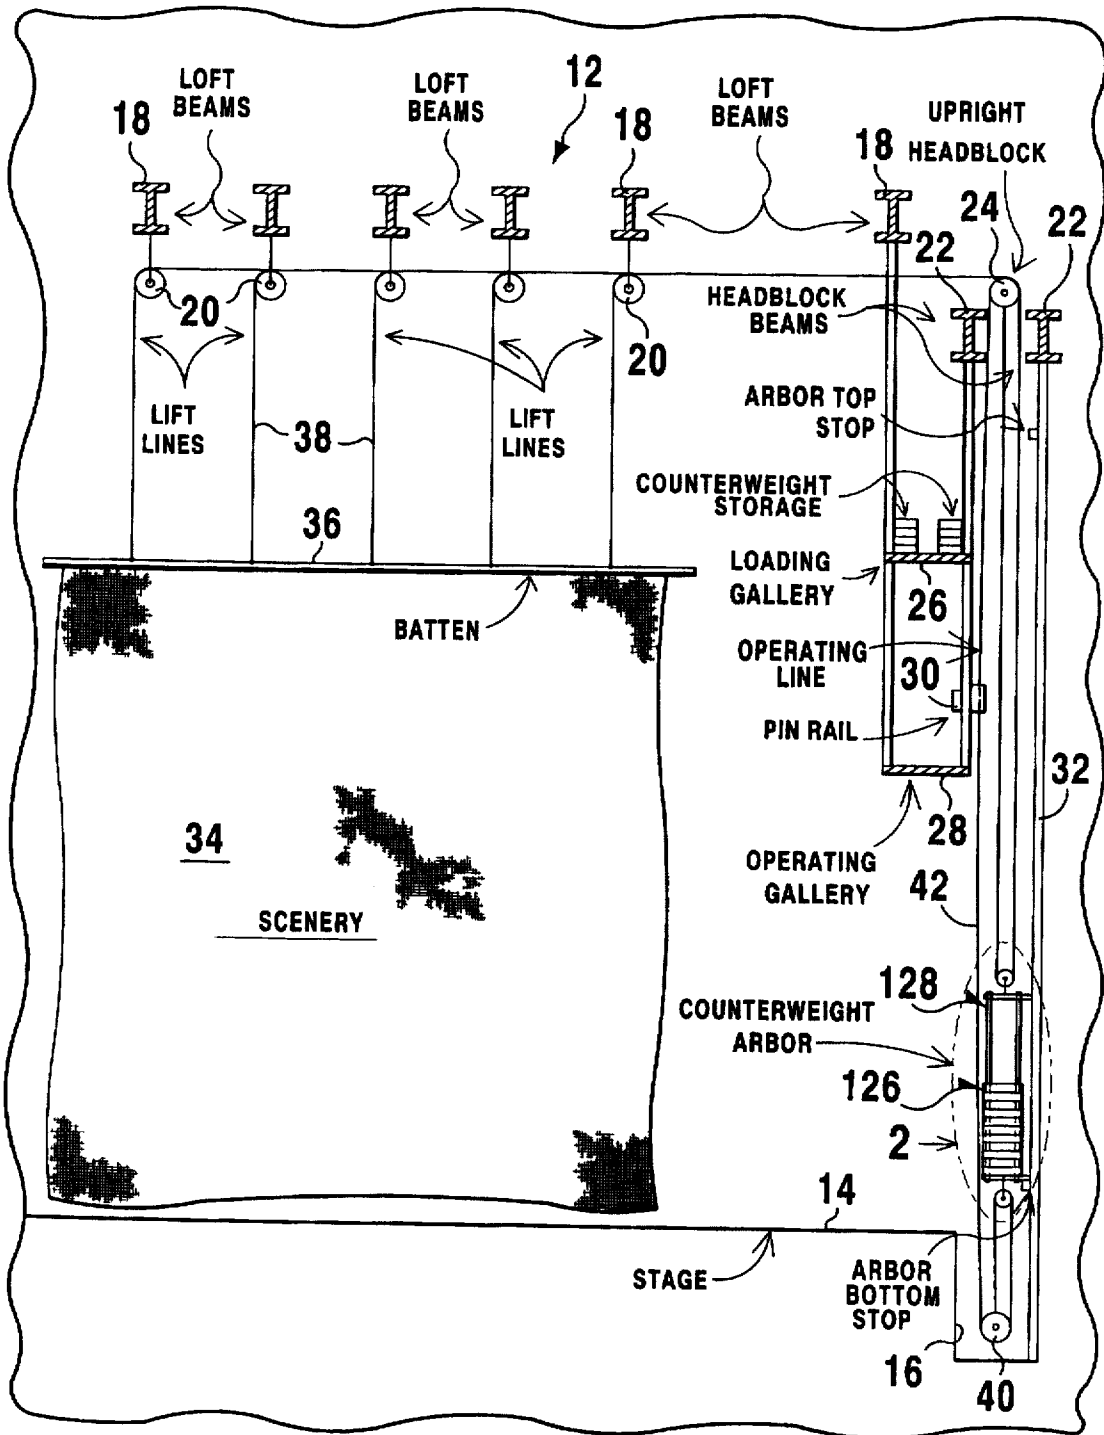 LOFT
BEAMS
LOFT
BEAMS
12
LOFT
BEAMS
UPRIGHT
HEADBLOCK
18
18
18
24
22
22
20
20
HEADBLOCK
BEAMS
LIFT
LINES
38
LIFT
LINES
ARBOR TOP
STOP
COUNTERWEIGHT
STORAGE
36
LOADING
GALLERY
26
BATTEN
OPERATING
LINE
30
PIN RAIL
32
28
34
OPERATING
GALLERY
42
SCENERY
128
COUNTERWEIGHT
ARBOR
126
2
14
STAGE
ARBOR
BOTTOM
STOP
16
40